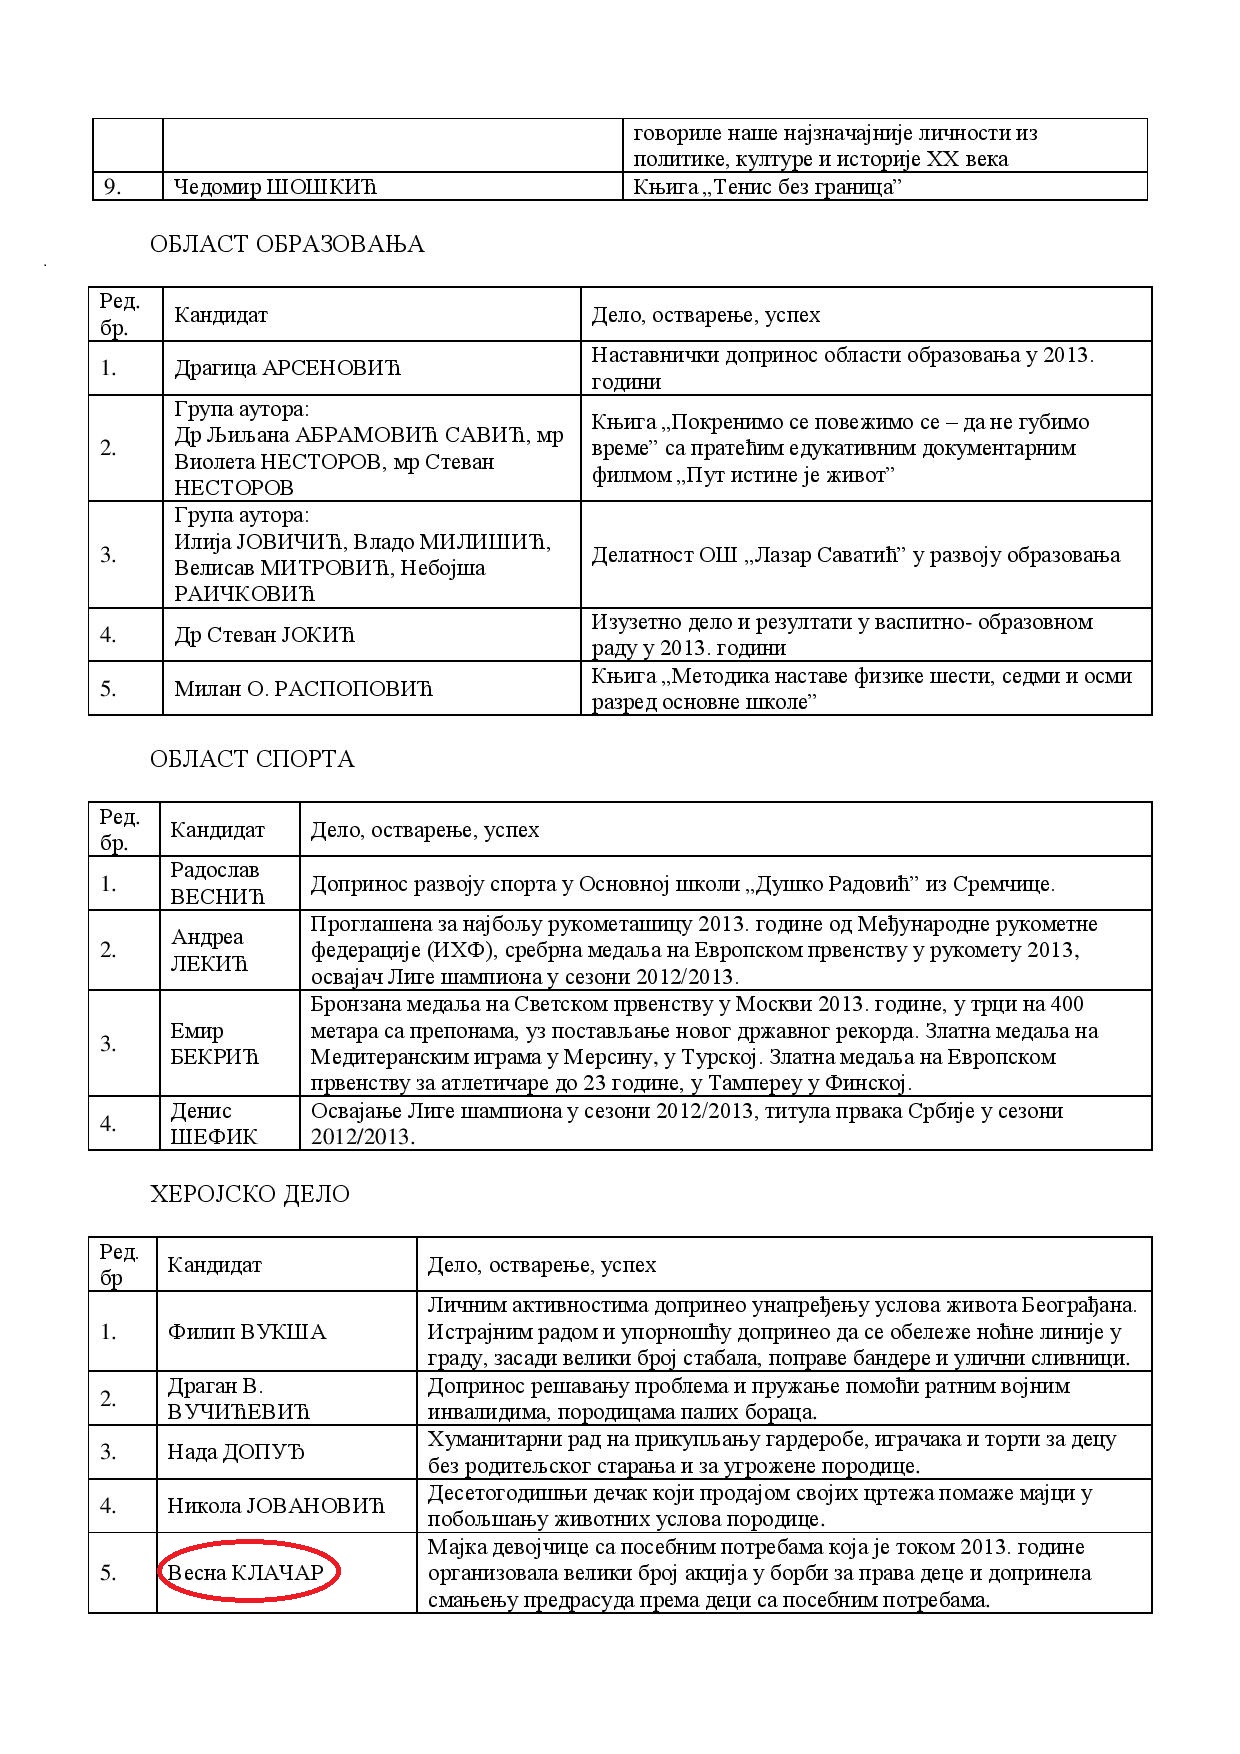 говориле наше најзначајније личности из
политике, културе и историје XX века
9. Чедомир ШОШКИЋ Књига „Тенис без граница”
ОБЛАСТ ОБРАЗОВАЊА
Ред.
бр.
Кандидат
Дело, остварење, успех
1.
Драгица АРСЕНОВИЋ
Наставнички допринос области образовања у 2013.
години
2.
Група аутора:
Др Љиљана АБРАМОВИЋ САВИЋ, мр
Виолета НЕСТОРОВ, мр Стеван
НЕСТОРОВ
Књига „Покренимо се повежимо се – да не губимо
време” са пратећим едукативним документарним
филмом „Пут истине је живот”
3.
Група аутора:
Илија ЈОВИЧИЋ, Владо МИЛИШИЋ,
Велисав МИТРОВИЋ, Небојша
РАИЧКОВИЋ
Делатност ОШ „Лазар Саватић” у развоју образовања
4.
Др Стеван ЈОКИЋ
Изузетно дело и резултати у васпитно- образовном
раду у 2013. години
5.
Милан О. РАСПОПОВИЋ
Књига „Методика наставе физике шести, седми и осми
разред основне школе”
ОБЛАСТ СПОРТА
Ред.
бр.
Кандидат
Дело, остварење, успех
1.
Радослав
ВЕСНИЋ
Допринос развоју спорта у Основној школи „Душко Радовић” из Сремчице.
2.
Андреа
ЛЕКИЋ
Проглашена за најбољу рукометашицу 2013. године од Међународне рукометне
федерације (ИХФ), сребрна медаља на Европском првенству у рукомету 2013,
освајач Лиге шампиона у сезони 2012/2013.
3.
Емир
БЕКРИЋ
Бронзана медаља на Светском првенству у Москви 2013. године, у трци на 400
метара са препонама, уз постављање новог државног рекорда. Златна медаља на
Медитеранским играма у Мерсину, у Турској. Златна медаља на Европском
првенству за атлетичаре до 23 године, у Тампереу у Финској.
4.
Денис
ШЕФИК
Освајање Лиге шампиона у сезони 2012/2013, титула првака Србије у сезони
2012/2013.
ХЕРОЈСКО ДЕЛО
Ред.
бр
Кандидат
Дело, остварење, успех
1.
Филип ВУКША
Личним активностима допринео унапређењу услова живота Београђана.
Истрајним радом и упорношћу допринео да се обележе ноћне линије у
граду, засади велики број стабала, поправе бандере и улични сливници.
2.
Драган В.
ВУЧИЋЕВИЋ
Допринос решавању проблема и пружање помоћи ратним војним
инвалидима, породицама палих бораца.
3.
Нада ДОПУЂ
Хуманитарни рад на прикупљању гардеробе, играчака и торти за децу
без родитељског старања и за угрожене породице.
4.
Никола ЈОВАНОВИЋ
Десетогодишњи дечак који продајом својих цртежа помаже мајци у
побољшању животних услова породице.
5.
Весна КЛАЧАР
Мајка девојчице са посебним потребама која је током 2013. године
организовала велики број акција у борби за права деце и допринела
смањењу предрасуда према деци са посебним потребама.